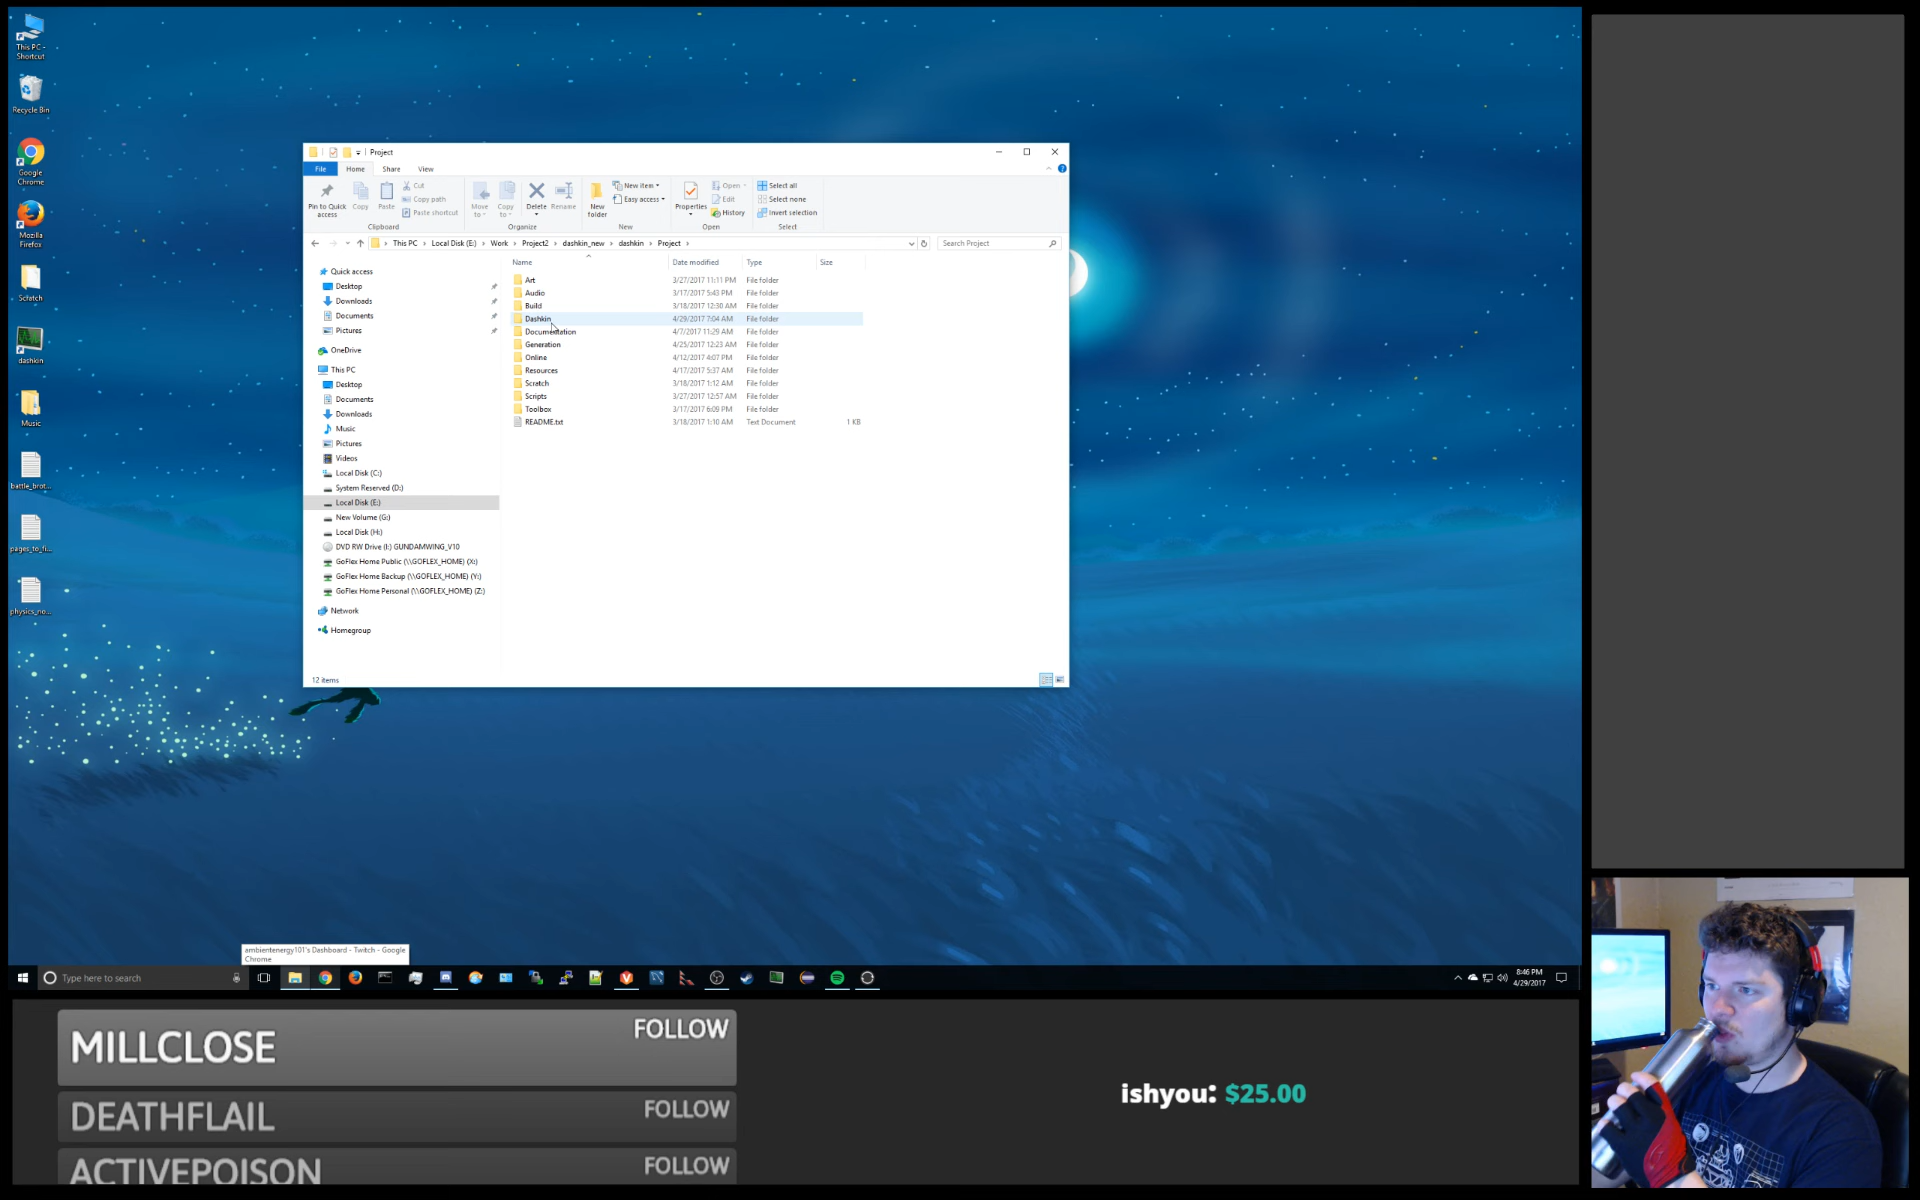 This PC -
Shortcut
Recycle Bin
Google
Chrome
Mozilla
Firefox
Scratch
dashkin
Music
battle_brot...
pages_to_fi...
physics_no...
Project
File
Home
Share
View
Pin to Quick
access
Copy
Paste
Cut
Copy path
Paste shortcut
Clipboard
Move
to
Copy
to
Delete
Rename
Organize
New
folder
New item
Easy access
New
Properties
Open
Edit
History
Open
Select all
Select none
Invert selection
Select
This PC
Local Disk (E:)
Work
Project2
dashkin_new
dashkin
Project
Search Project
Quick access
Desktop
Downloads
Documents
Pictures
OneDrive
This PC
Desktop
Documents
Downloads
Music
Pictures
Videos
Local Disk (C:)
System Reserved (D:)
Local Disk (E:)
New Volume (G:)
Local Disk (H:)
DVD RW Drive (I:) GUNDAMWING_V10
GoFlex Home Public (\\GOFLEX_HOME) (X:)
GoFlex Home Backup (\\GOFLEX_HOME) (Y:)
GoFlex Home Personal (\\GOFLEX_HOME) (Z:)
Network
Homegroup
Name Date modified Type Size
Art 3/27/2017 11:11 PM File folder
Audio 3/17/2017 5:43 PM File folder
Build 3/18/2017 12:30 AM File folder
Dashkin 4/29/2017 7:04 AM File folder
Documentation 4/7/2017 11:29 AM File folder
Generation 4/25/2017 12:23 AM File folder
Online 4/12/2017 4:07 PM File folder
Resources 4/17/2017 5:37 AM File folder
Scratch 3/18/2017 1:12 AM File folder
Scripts 3/27/2017 12:57 AM File folder
Toolbox 3/17/2017 6:09 PM File folder
README.txt 3/18/2017 1:10 AM Text Document 1 KB
12 items
ambientenergy101's Dashboard - Twitch - Google
Chrome
Type here to search
8:46 PM
4/29/2017
MILLCLOSE FOLLOW
DEATHFLAIL FOLLOW
ACTIVEPOISON FOLLOW
ishyou: $25.00